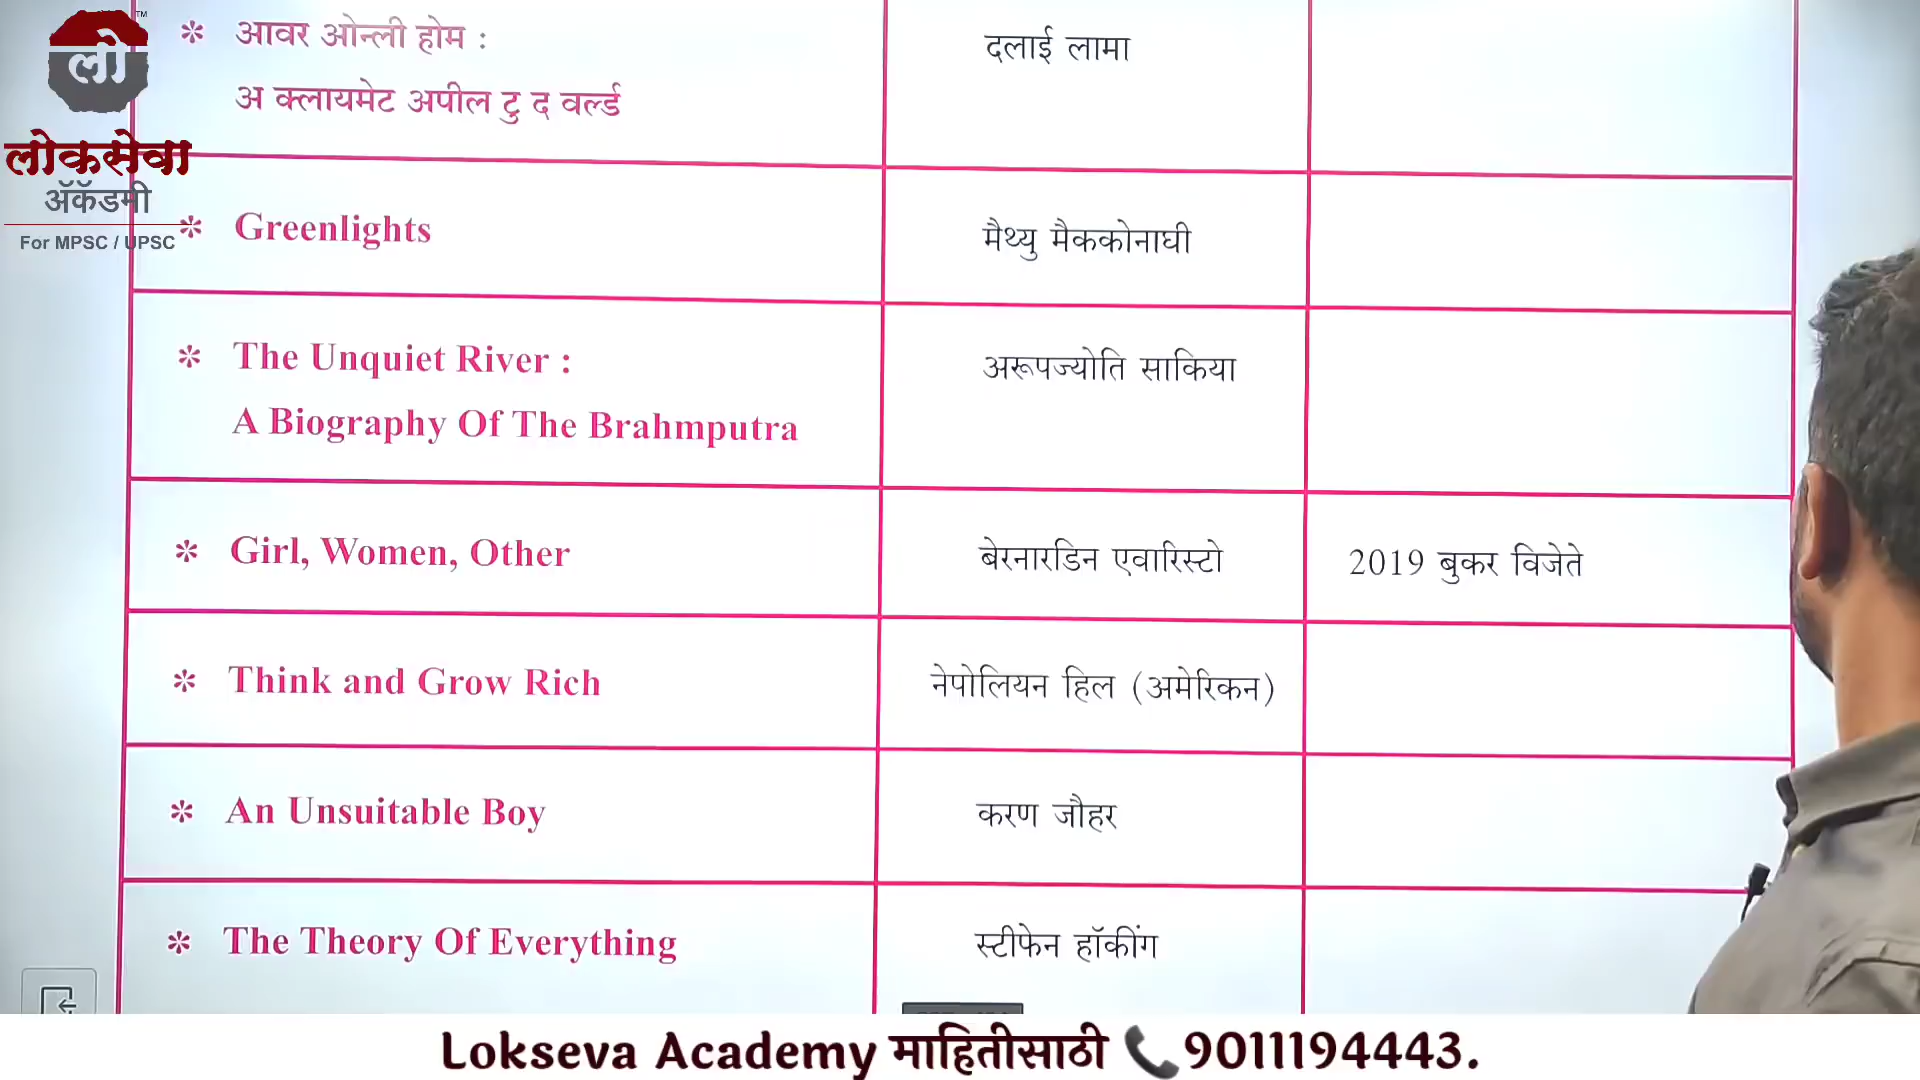 लो
TM
लोकसेवा
ॲकॅडमी
For MPSC / UPSC
* आवर ओन्ली होम :
अ क्लायमेट अपील टु द वर्ल्ड
दलाई लामा
* Greenlights
मैथ्यु मैककोनाघी
* The Unquiet River :
A Biography Of The Brahmputra
अरूपज्योति साकिया
* Girl, Women, Other
बेरनारडिन एवारिस्टो
2019 बुकर विजेते
* Think and Grow Rich
नेपोलियन हिल (अमेरिकन)
* An Unsuitable Boy
करण जौहर
* The Theory Of Everything
स्टीफेन हॉकींग
Lokseva Academy माहितीसाठी 📞9011194443.